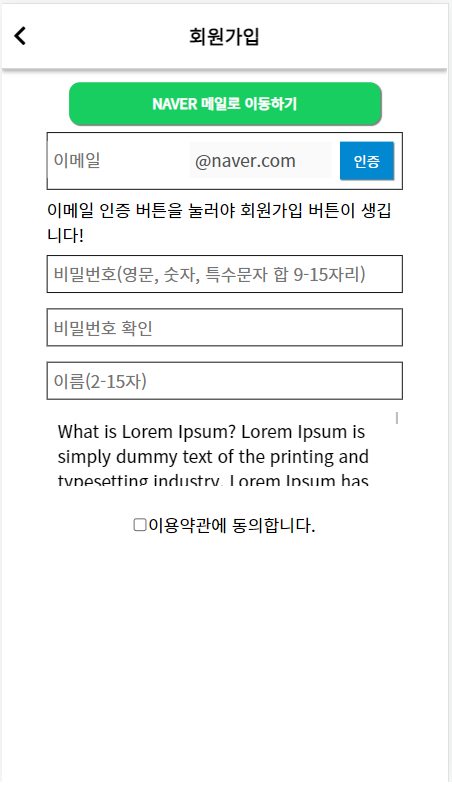 회원가입
NAVER 메일로 이동하기
이메일 @naver.com 인증
이메일 인증 버튼을 눌러야 회원가입 버튼이 생깁
니다!
비밀번호(영문, 숫자, 특수문자 합 9-15자리)
비밀번호 확인
이름(2-15자)
What is Lorem Ipsum? Lorem Ipsum is
simply dummy text of the printing and
typesetting industry. Lorem Ipsum has
이용약관에 동의합니다.